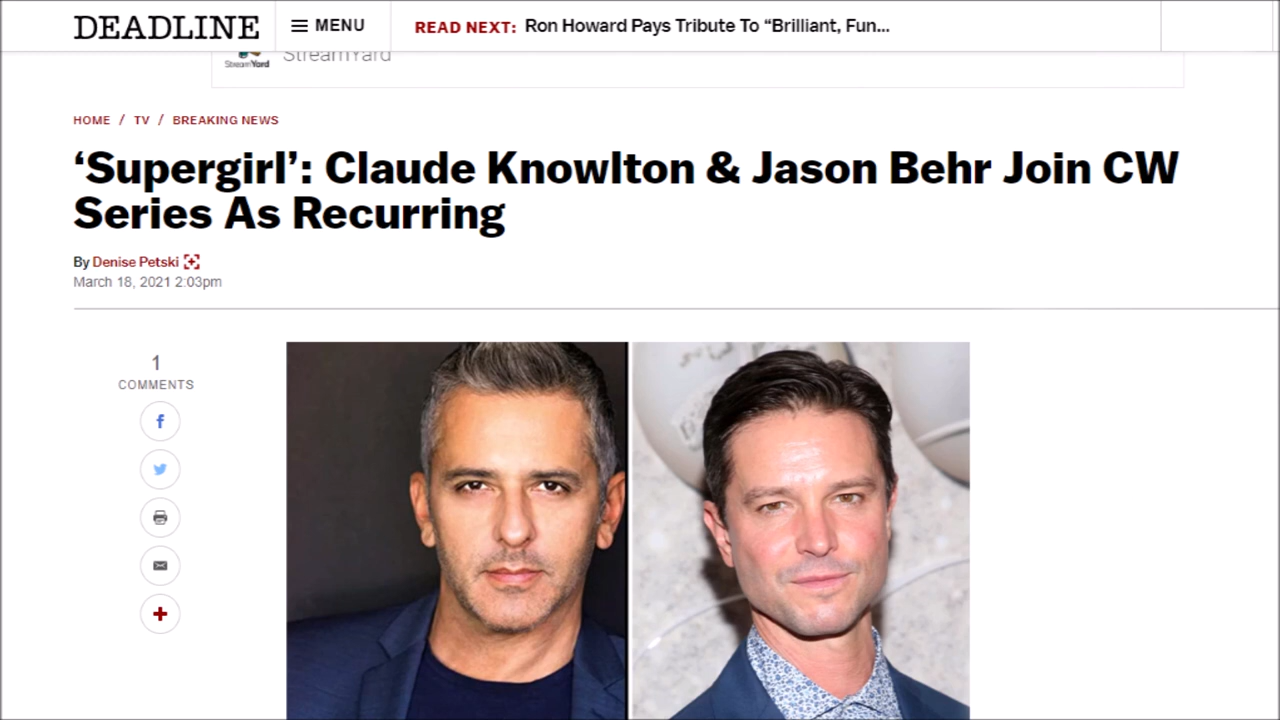 DEADLINE
MENU
READ NEXT: Ron Howard Pays Tribute To “Brilliant, Fun...
StreamYard StreamYard
HOME / TV / BREAKING NEWS
‘Supergirl’: Claude Knowlton & Jason Behr Join CW
Series As Recurring
By Denise Petski
March 18, 2021 2:03pm
1
COMMENTS